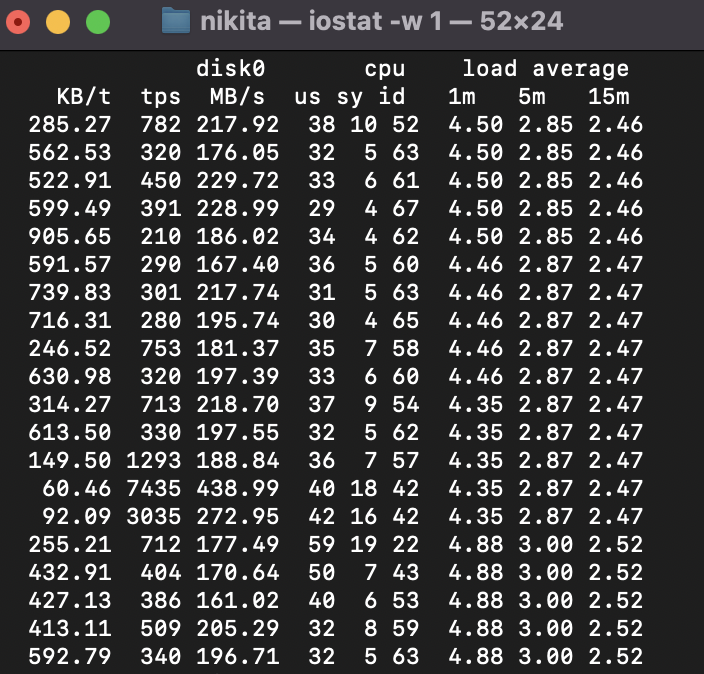 nikita — iostat -w 1 — 52×24
disk0 cpu load average
KB/t tps MB/s us sy id 1m 5m 15m
285.27 782 217.92 38 10 52 4.50 2.85 2.46
562.53 320 176.05 32 5 63 4.50 2.85 2.46
522.91 450 229.72 33 6 61 4.50 2.85 2.46
599.49 391 228.99 29 4 67 4.50 2.85 2.46
905.65 210 186.02 34 4 62 4.50 2.85 2.46
591.57 290 167.40 36 5 60 4.46 2.87 2.47
739.83 301 217.74 31 5 63 4.46 2.87 2.47
716.31 280 195.74 30 4 65 4.46 2.87 2.47
246.52 753 181.37 35 7 58 4.46 2.87 2.47
630.98 320 197.39 33 6 60 4.46 2.87 2.47
314.27 713 218.70 37 9 54 4.35 2.87 2.47
613.50 330 197.55 32 5 62 4.35 2.87 2.47
149.50 1293 188.84 36 7 57 4.35 2.87 2.47
60.46 7435 438.99 40 18 42 4.35 2.87 2.47
92.09 3035 272.95 42 16 42 4.35 2.87 2.47
255.21 712 177.49 59 19 22 4.88 3.00 2.52
432.91 404 170.64 50 7 43 4.88 3.00 2.52
427.13 386 161.02 40 6 53 4.88 3.00 2.52
413.11 509 205.29 32 8 59 4.88 3.00 2.52
592.79 340 196.71 32 5 63 4.88 3.00 2.52